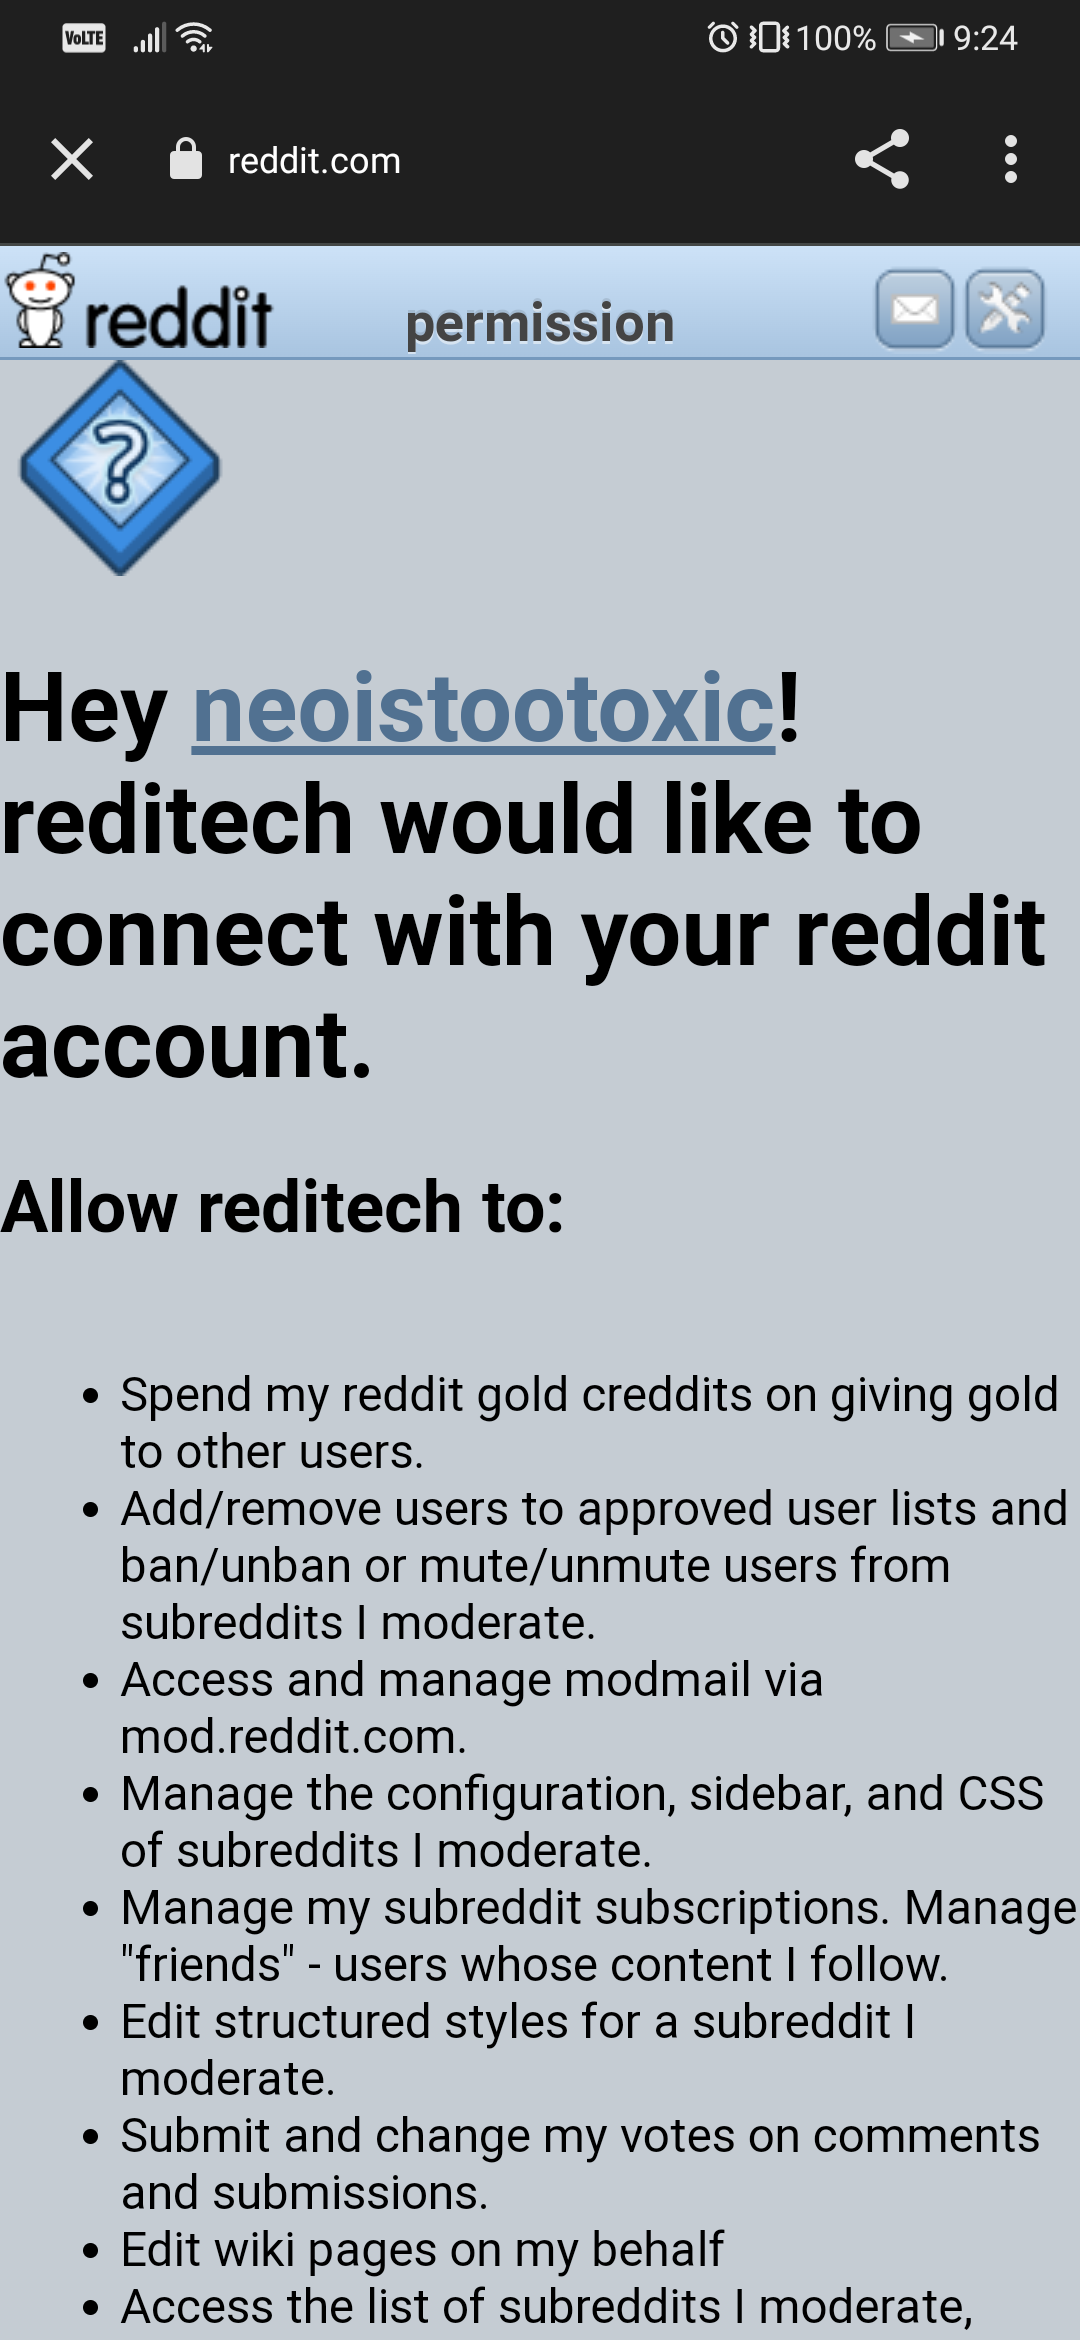 VoLTE 100% 9:24
reddit.com
reddit permission
?
Hey neoistootoxic!
reditech would like to
connect with your reddit
account.
Allow reditech to:
• Spend my reddit gold creddits on giving gold
to other users.
• Add/remove users to approved user lists and
ban/unban or mute/unmute users from
subreddits I moderate.
• Access and manage modmail via
mod.reddit.com.
• Manage the configuration, sidebar, and CSS
of subreddits I moderate.
• Manage my subreddit subscriptions. Manage
"friends" - users whose content I follow.
• Edit structured styles for a subreddit I
moderate.
• Submit and change my votes on comments
and submissions.
• Edit wiki pages on my behalf
• Access the list of subreddits I moderate,